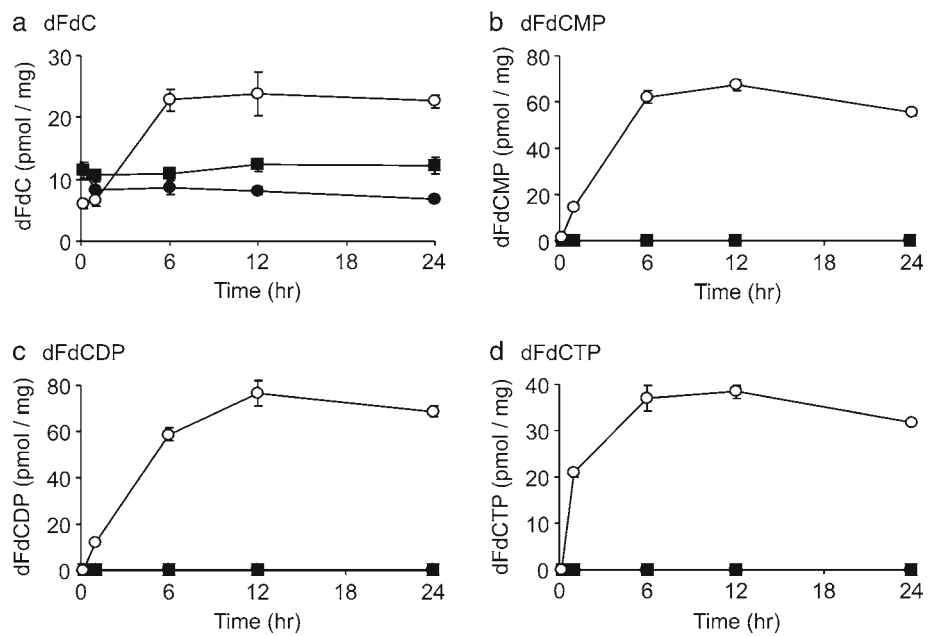 a dFdC
30
20
10
0
dFdC (pmol / mg)
0 6 12 18 24
Time (hr)
b dFdCMP
80
60
40
20
0
dFdCMP (pmol / mg)
0 6 12 18 24
Time (hr)
c dFdCDP
80
60
40
20
0
dFdCDP (pmol / mg)
0 6 12 18 24
Time (hr)
d dFdCTP
40
30
20
10
0
dFdCTP (pmol / mg)
0 6 12 18 24
Time (hr)